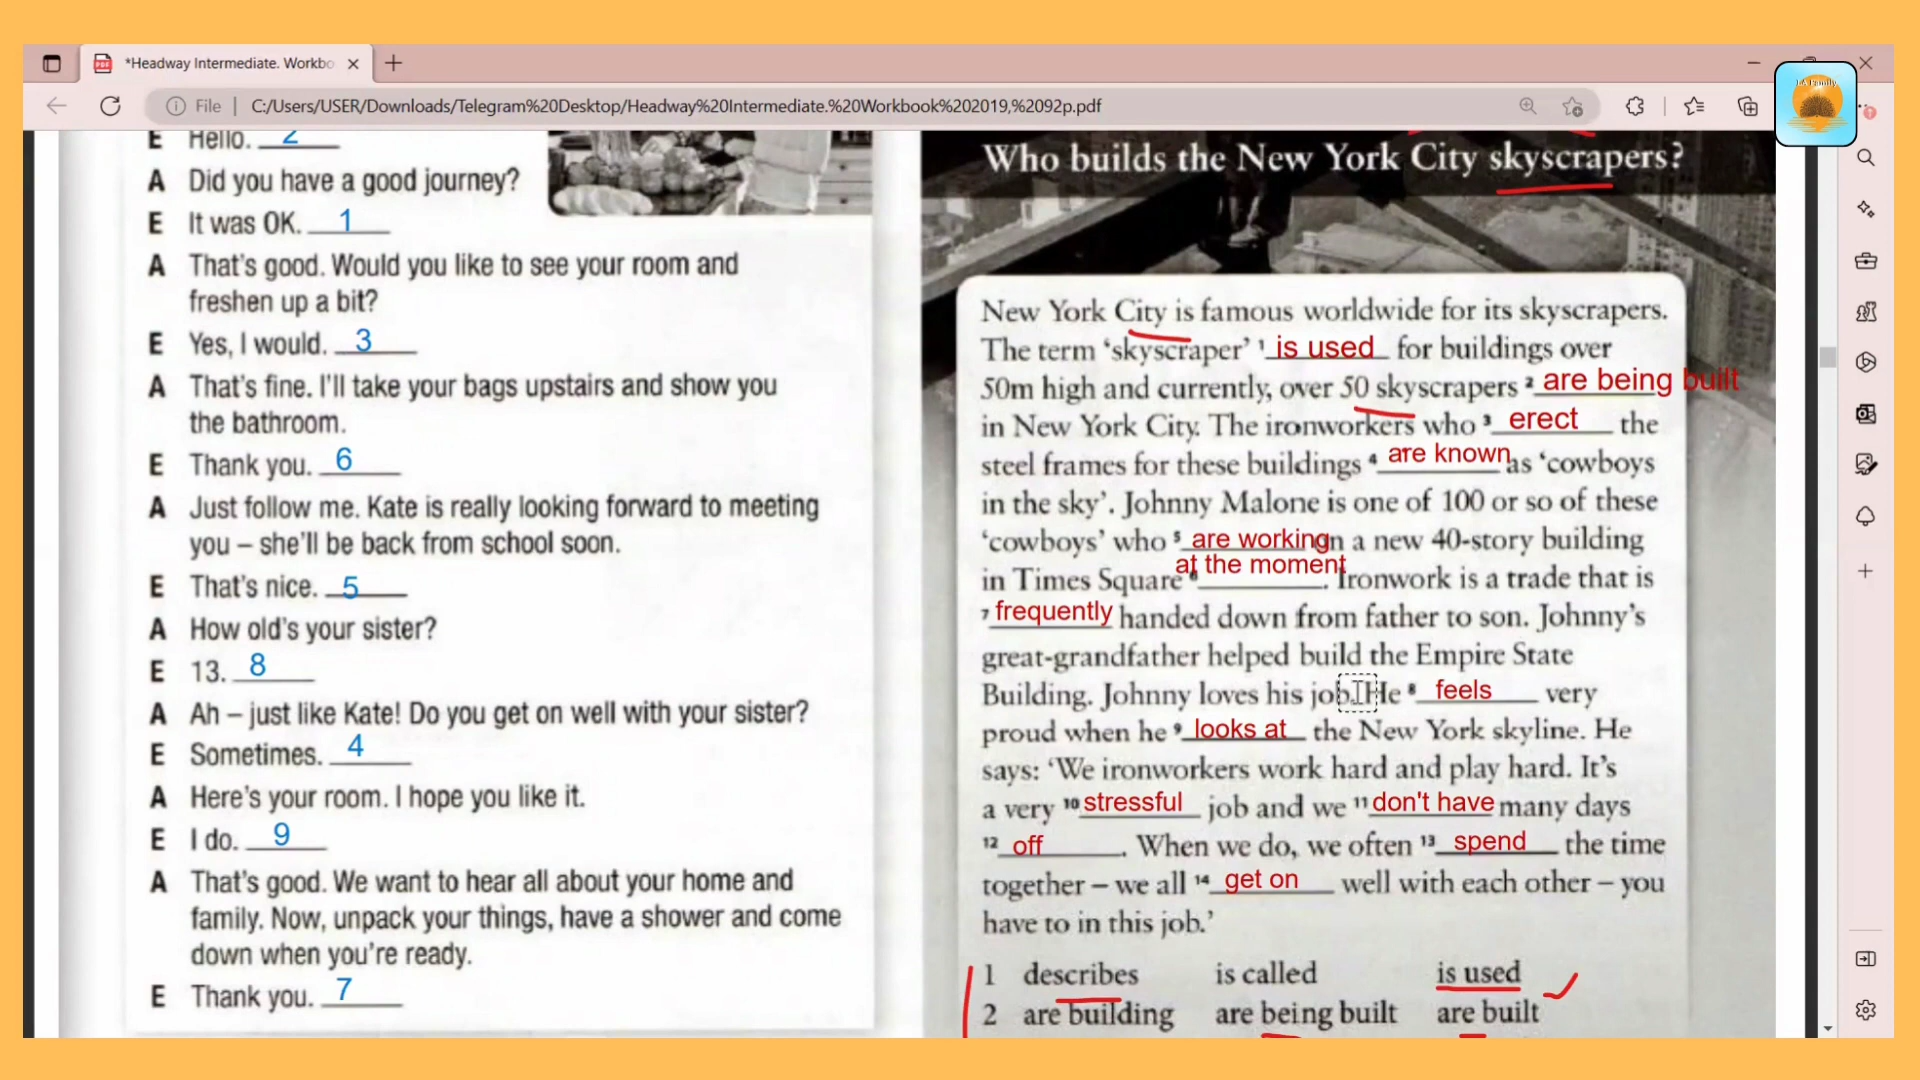 *Headway Intermediate. Workbo
File C:/Users/USER/Downloads/Telegram%20Desktop/Headway%20Intermediate.%20Workbook%202019,%2092p.pdf
E Hello. 2
A Did you have a good journey?
E It was OK. 1
A That's good. Would you like to see your room and
freshen up a bit?
E Yes, I would. 3
A That's fine. I'll take your bags upstairs and show you
the bathroom.
E Thank you. 6
A Just follow me. Kate is really looking forward to meeting
you – she'll be back from school soon.
E That's nice. 5
A How old's your sister?
E 13. 8
A Ah – just like Kate! Do you get on well with your sister?
E Sometimes. 4
A Here's your room. I hope you like it.
E I do. 9
A That's good. We want to hear all about your home and
family. Now, unpack your things, have a shower and come
down when you're ready.
E Thank you. 7
Who builds the New York City skyscrapers?
New York City is famous worldwide for its skyscrapers.
The term 'skyscraper' 1 is used for buildings over
50m high and currently, over 50 skyscrapers 2 are being built
in New York City. The ironworkers who 3 erect the
steel frames for these buildings 4 are known as 'cowboys
in the sky'. Johnny Malone is one of 100 or so of these
'cowboys' who 5 are working on a new 40-story building
in Times Square 6 at the moment. Ironwork is a trade that is
7 frequently handed down from father to son. Johnny's
great-grandfather helped build the Empire State
Building. Johnny loves his job. He 8 feels very
proud when he 9 looks at the New York skyline. He
says: 'We ironworkers work hard and play hard. It's
a very 10 stressful job and we 11 don't have many days
12 off. When we do, we often 13 spend the time
together – we all 14 get on well with each other – you
have to in this job.'
1 describes is called is used
2 are building are being built are built